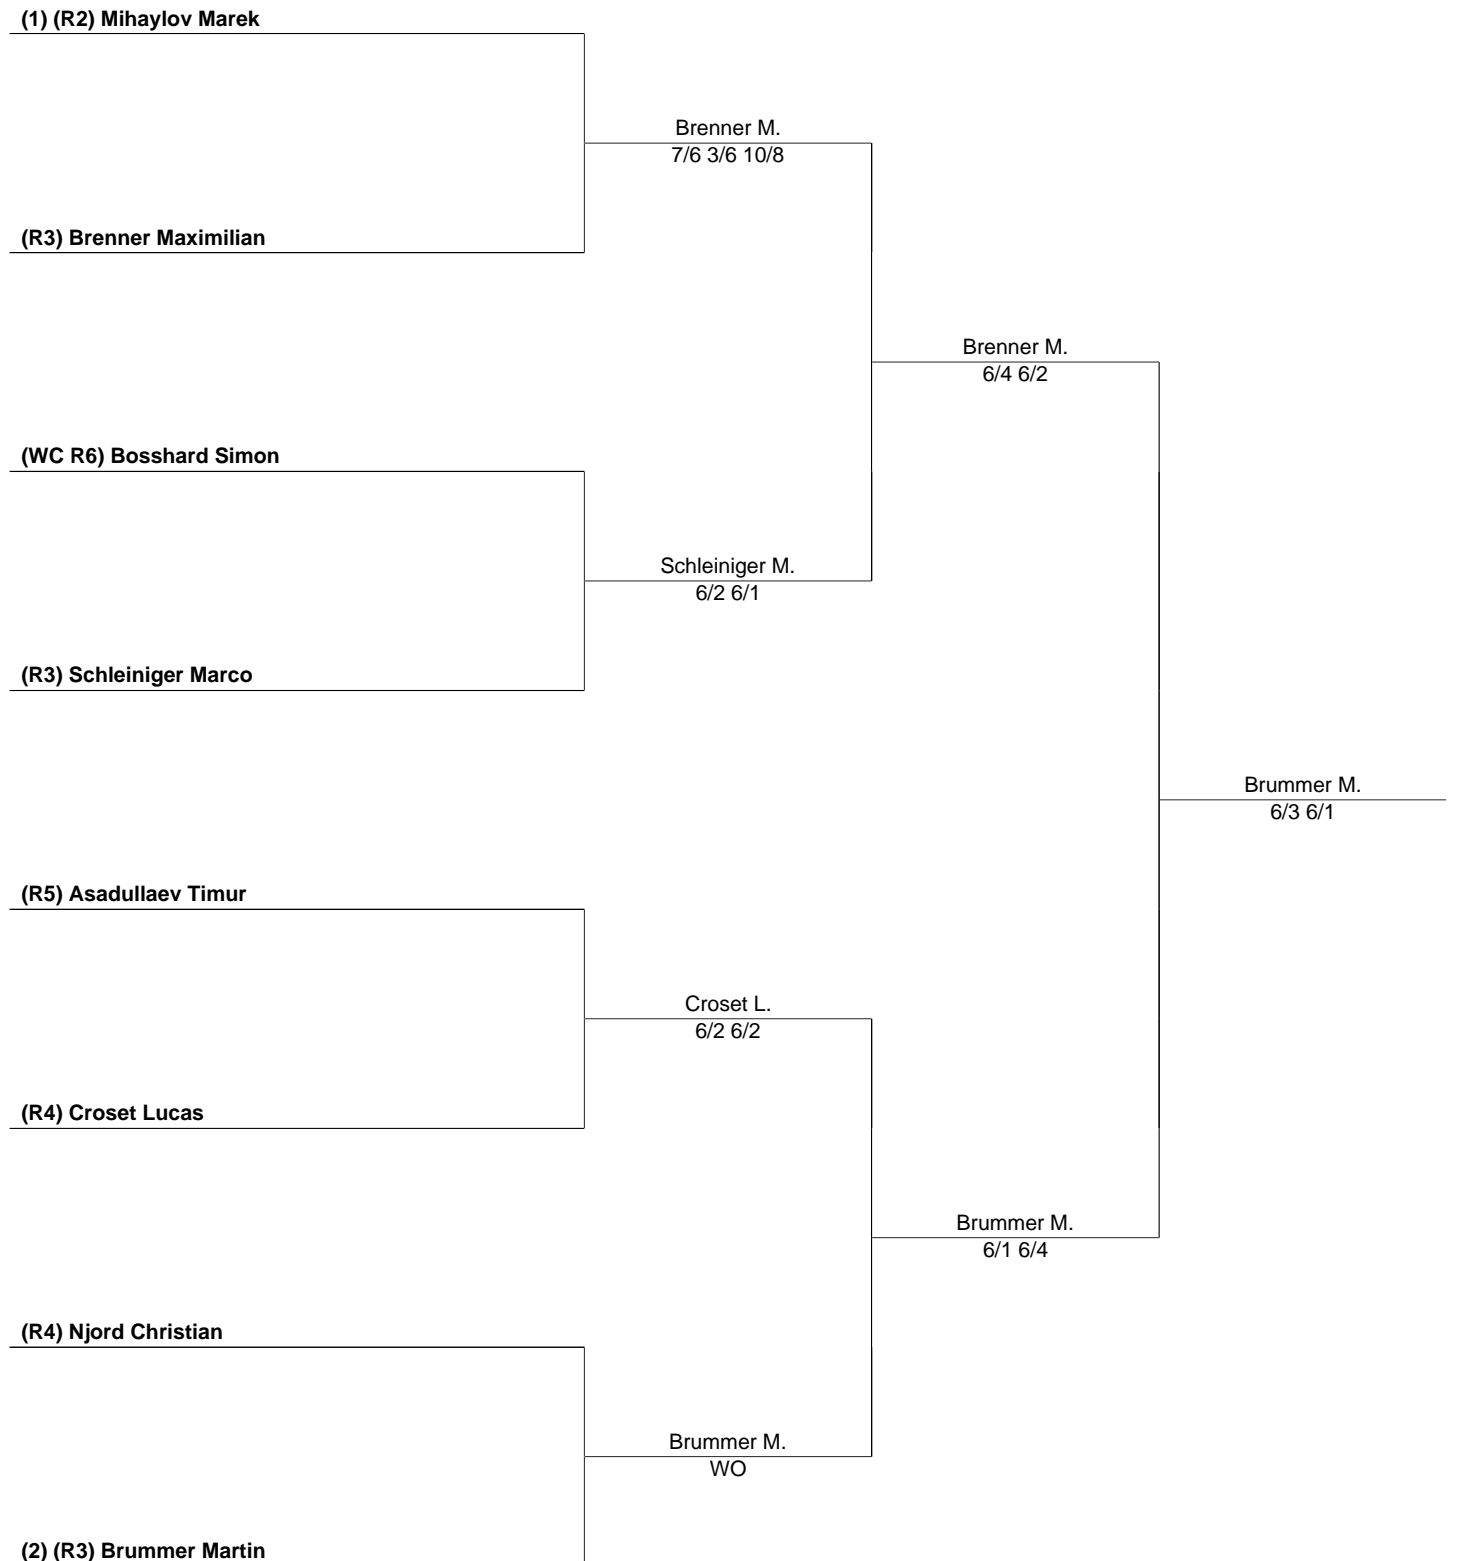 (1) (R2) Mihaylov Marek
Brenner M.
7/6 3/6 10/8
(R3) Brenner Maximilian
Brenner M.
6/4 6/2
(WC R6) Bosshard Simon
Schleiniger M.
6/2 6/1
(R3) Schleiniger Marco
Brummer M.
6/3 6/1
(R5) Asadullaev Timur
Croset L.
6/2 6/2
(R4) Croset Lucas
Brummer M.
6/1 6/4
(R4) Njord Christian
Brummer M.
WO
(2) (R3) Brummer Martin